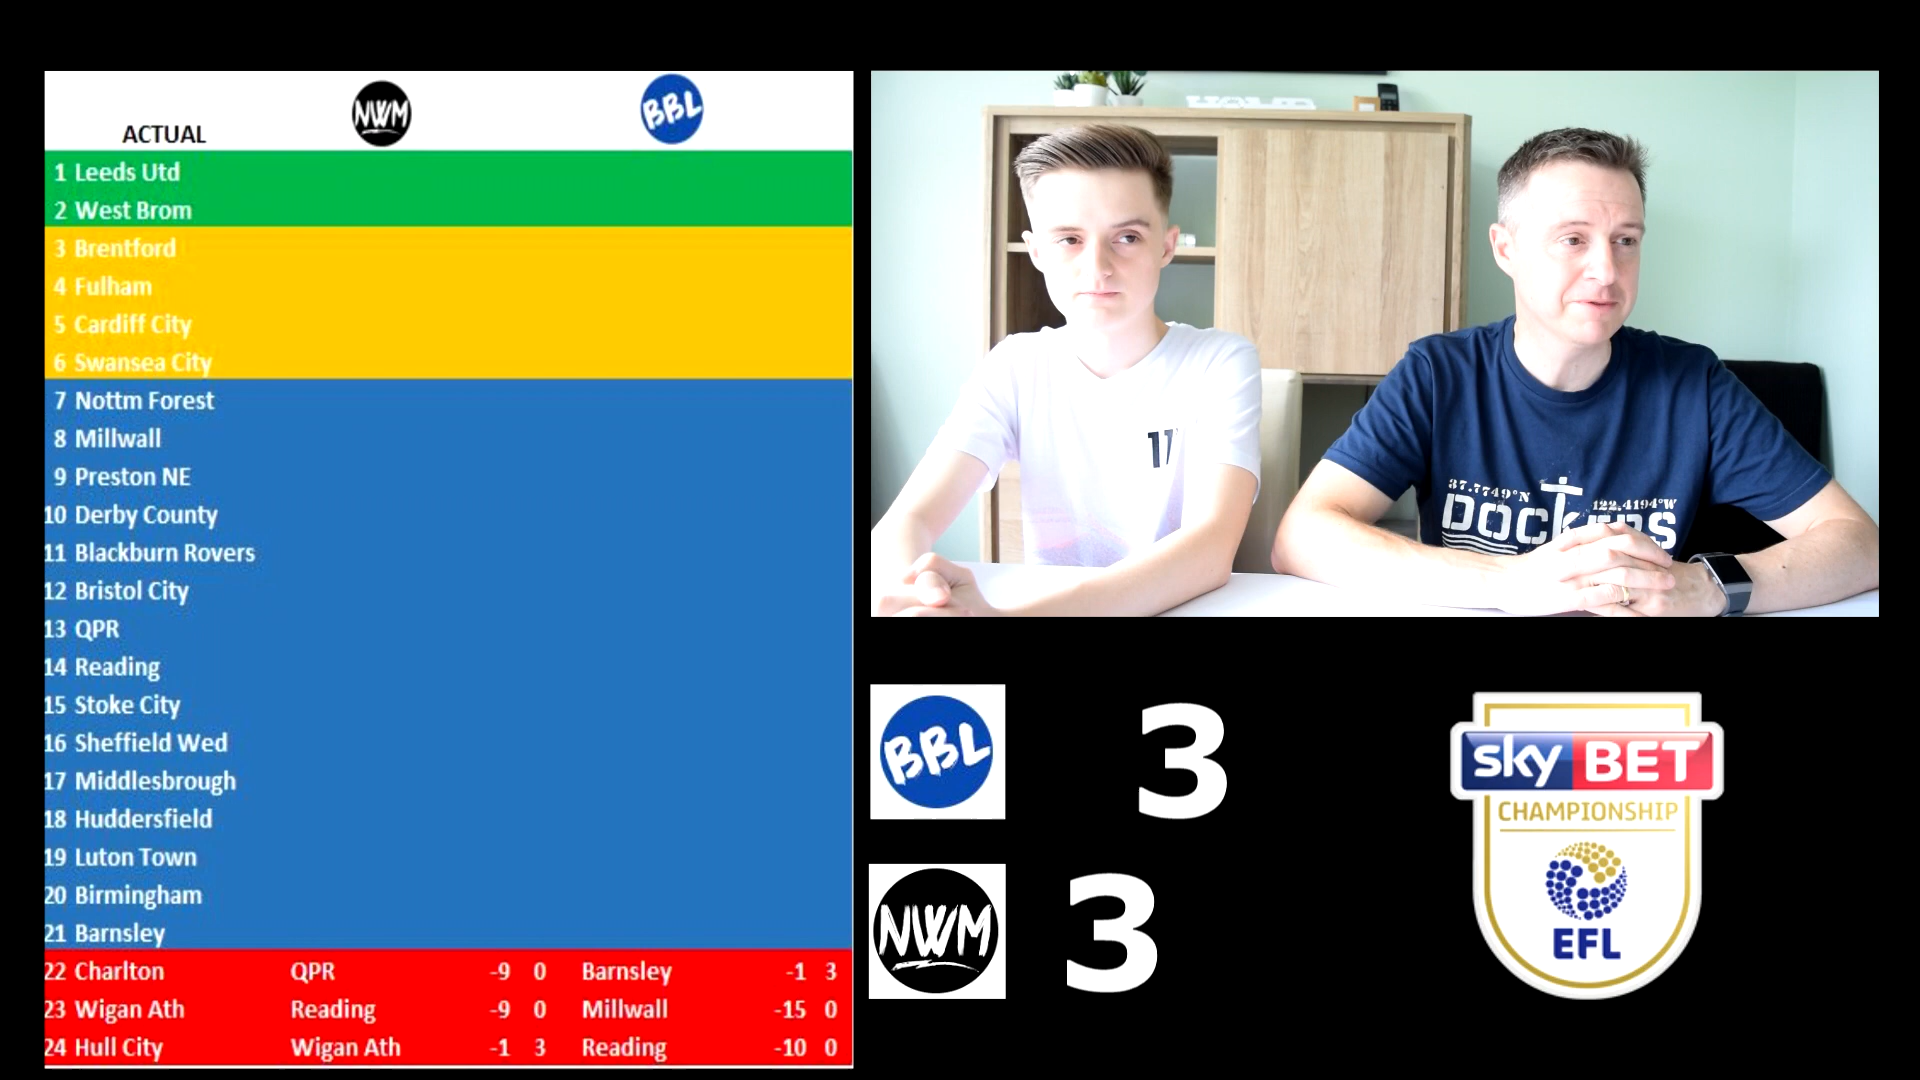 ACTUAL
NWM
BBL
1 Leeds Utd
2 West Brom
3 Brentford
4 Fulham
5 Cardiff City
6 Swansea City
7 Nottm Forest
8 Millwall
9 Preston NE
10 Derby County
11 Blackburn Rovers
12 Bristol City
13 QPR
14 Reading
15 Stoke City
16 Sheffield Wed
17 Middlesbrough
18 Huddersfield
19 Luton Town
20 Birmingham
21 Barnsley
22 Charlton QPR -9 0 Barnsley -1 3
23 Wigan Ath Reading -9 0 Millwall -15 0
24 Hull City Wigan Ath -1 3 Reading -10 0
37.7749°N
122.4194°W
BBL 3
NWM 3
sky BET
CHAMPIONSHIP
EFL